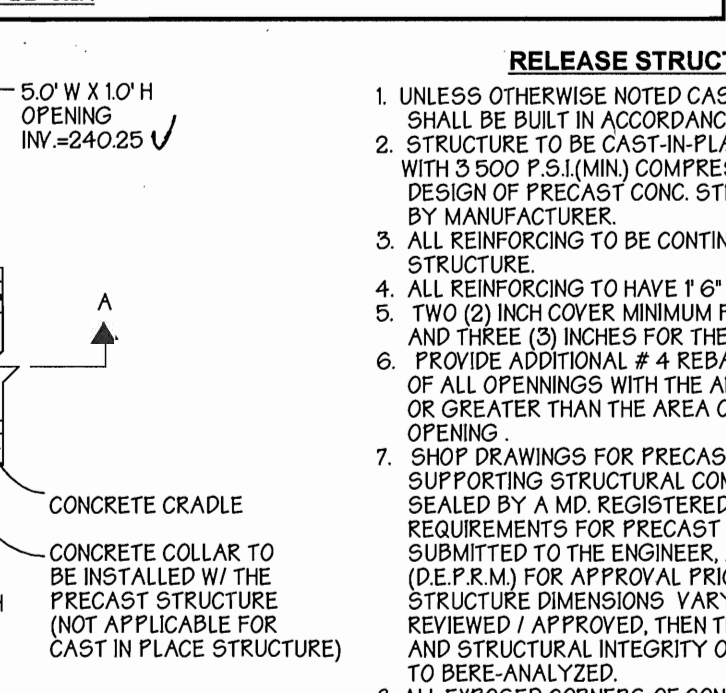 5.0' W X 1.0' H
OPENING
INV.=240.25 ✓
A
CONCRETE CRADLE
CONCRETE COLLAR TO
BE INSTALLED W/ THE
PRECAST STRUCTURE
(NOT APPLICABLE FOR
CAST IN PLACE STRUCTURE)
RELEASE STRUCT
1. UNLESS OTHERWISE NOTED CAS
SHALL BE BUILT IN ACCORDANC
2. STRUCTURE TO BE CAST-IN-PLA
WITH 3 500 P.S.I.(MIN.) COMPRES
DESIGN OF PRECAST CONC. ST
BY MANUFACTURER.
3. ALL REINFORCING TO BE CONTIN
STRUCTURE.
4. ALL REINFORCING TO HAVE 1' 6"
5. TWO (2) INCH COVER MINIMUM F
AND THREE (3) INCHES FOR THE
6. PROVIDE ADDITIONAL # 4 REBA
OF ALL OPENNINGS WITH THE A
OR GREATER THAN THE AREA O
OPENING .
7. SHOP DRAWINGS FOR PRECAS
SUPPORTING STRUCTURAL COM
SEALED BY A MD. REGISTERED
REQUIREMENTS FOR PRECAST
SUBMITTED TO THE ENGINEER,
(D.E.P.R.M.) FOR APPROVAL PRIO
STRUCTURE DIMENSIONS VARY
REVIEWED / APPROVED, THEN T
AND STRUCTURAL INTEGRITY O
TO BERE-ANALYZED.